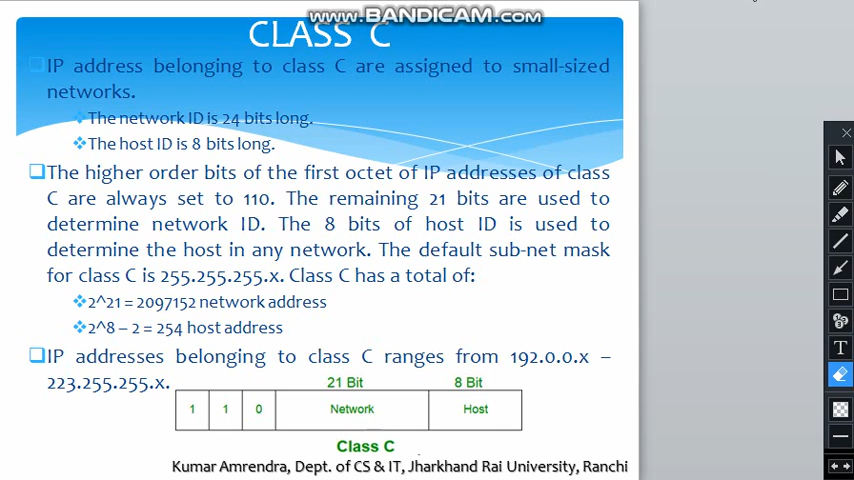 www.BANDICAM.com
CLASS C
IP address belonging to class C are assigned to small-sized
networks.
The network ID is 24 bits long.
The host ID is 8 bits long.
The higher order bits of the first octet of IP addresses of class
C are always set to 110. The remaining 21 bits are used to
determine network ID. The 8 bits of host ID is used to
determine the host in any network. The default sub-net mask
for class C is 255.255.255.x. Class C has a total of:
2^21 = 2097152 network address
2^8 – 2 = 254 host address
IP addresses belonging to class C ranges from 192.0.0.x –
223.255.255.x.
21 Bit 8 Bit
1 1 0 Network Host
Class C
Kumar Amrendra, Dept. of CS & IT, Jharkhand Rai University, Ranchi
T